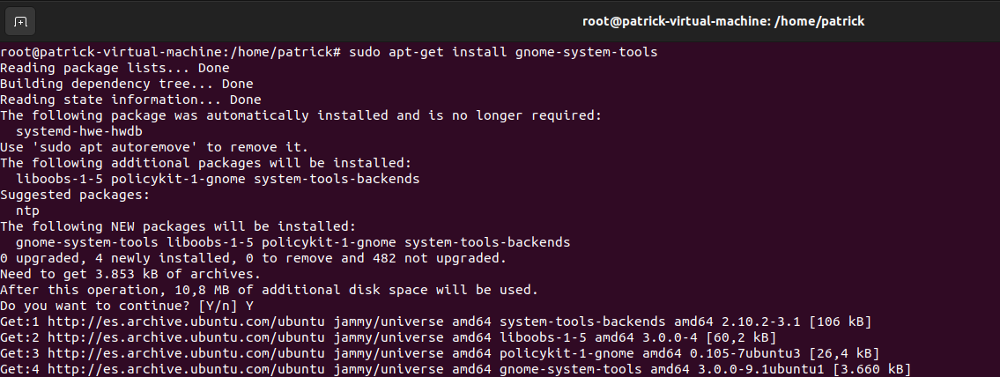 root@patrick-virtual-machine: /home/patrick
root@patrick-virtual-machine:/home/patrick# sudo apt-get install gnome-system-tools
Reading package lists... Done
Building dependency tree... Done
Reading state information... Done
The following package was automatically installed and is no longer required:
  systemd-hwe-hwdb
Use 'sudo apt autoremove' to remove it.
The following additional packages will be installed:
  liboobs-1-5 policykit-1-gnome system-tools-backends
Suggested packages:
  ntp
The following NEW packages will be installed:
  gnome-system-tools liboobs-1-5 policykit-1-gnome system-tools-backends
0 upgraded, 4 newly installed, 0 to remove and 482 not upgraded.
Need to get 3.853 kB of archives.
After this operation, 10,8 MB of additional disk space will be used.
Do you want to continue? [Y/n] Y
Get:1 http://es.archive.ubuntu.com/ubuntu jammy/universe amd64 system-tools-backends amd64 2.10.2-3.1 [106 kB]
Get:2 http://es.archive.ubuntu.com/ubuntu jammy/universe amd64 liboobs-1-5 amd64 3.0.0-4 [60,2 kB]
Get:3 http://es.archive.ubuntu.com/ubuntu jammy/universe amd64 policykit-1-gnome amd64 0.105-7ubuntu3 [26,4 kB]
Get:4 http://es.archive.ubuntu.com/ubuntu jammy/universe amd64 gnome-system-tools amd64 3.0.0-9.1ubuntu1 [3.660 kB]